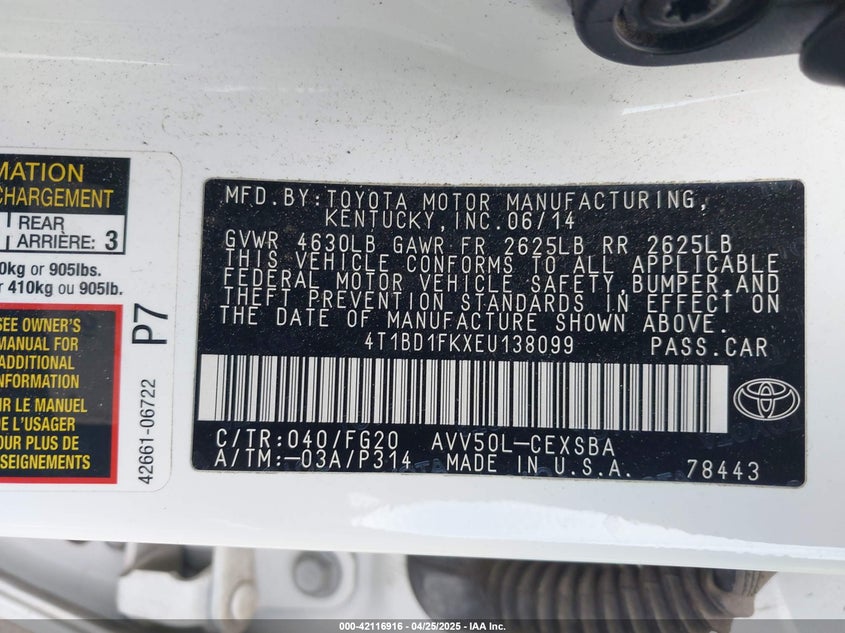 MATION
CHARGEMENT
REAR
ARRIÈRE: 3
0kg or 905lbs.
r 410kg ou 905lb.
SEE OWNER'S
MANUAL FOR
ADDITIONAL
NFORMATION
IR LE MANUEL
DE L'USAGER
POUR PLUS DE
SEIGNEMENTS
P7
42661-06722
MFD.BY:TOYOTA MOTOR MANUFACTURING,
KENTUCKY,INC.06/14
GVWR 4630LB GAWR FR 2625LB RR 2625LB
THIS VEHICLE CONFORMS TO ALL APPLICABLE
FEDERAL MOTOR VEHICLE SAFETY,BUMPER,AND
THEFT PREVENTION STANDARDS IN EFFECT ON
THE DATE OF MANUFACTURE SHOWN ABOVE.
4T1BD1FKXEU138099 PASS.CAR
C/TR:040/FG20 AVV50L-CEXSBA
A/TM:-03A/P314 MADE IN U.S.A. 78443
000-42116916 - 04/25/2025 - IAA Inc.